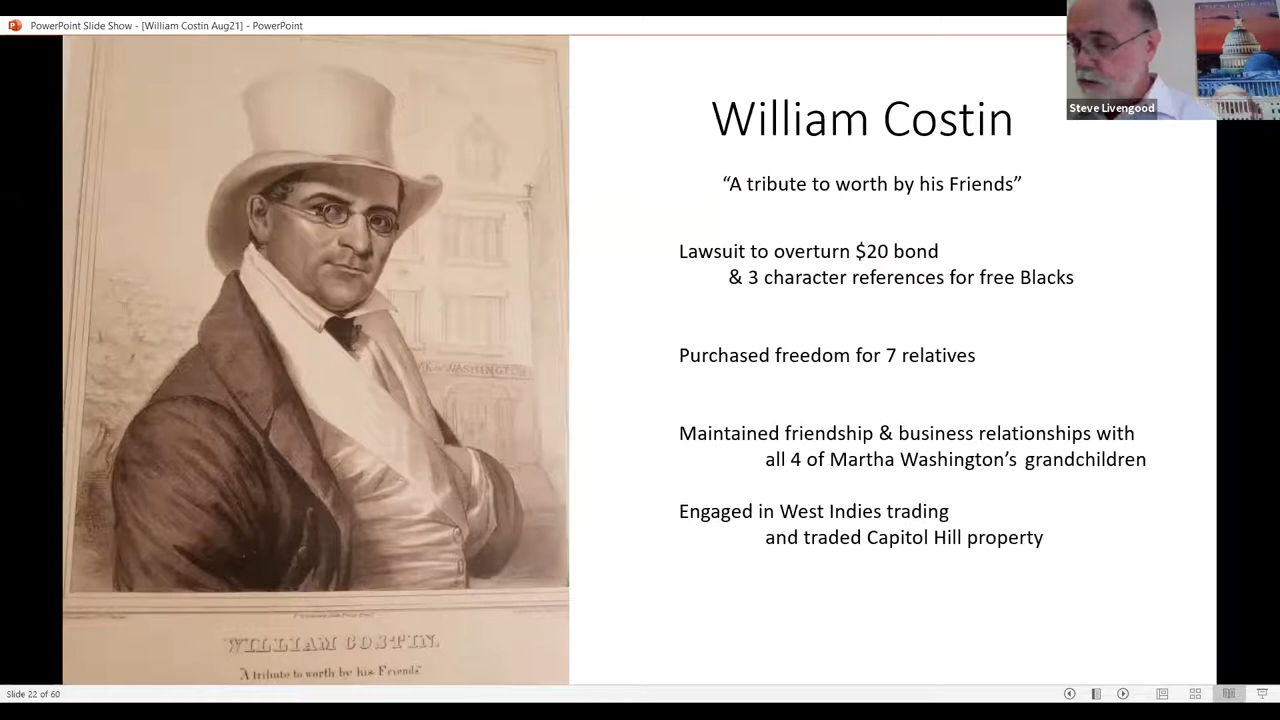 PowerPoint Slide Show - [William Costin Aug21] - PowerPoint
Steve Livengood
William Costin
“A tribute to worth by his Friends”
Lawsuit to overturn $20 bond
& 3 character references for free Blacks
Purchased freedom for 7 relatives
Maintained friendship & business relationships with
all 4 of Martha Washington’s grandchildren
Engaged in West Indies trading
and traded Capitol Hill property
WASHINGTON
WILLIAM COSTIN.
"A tribute to worth by his Friends"
Slide 22 of 60